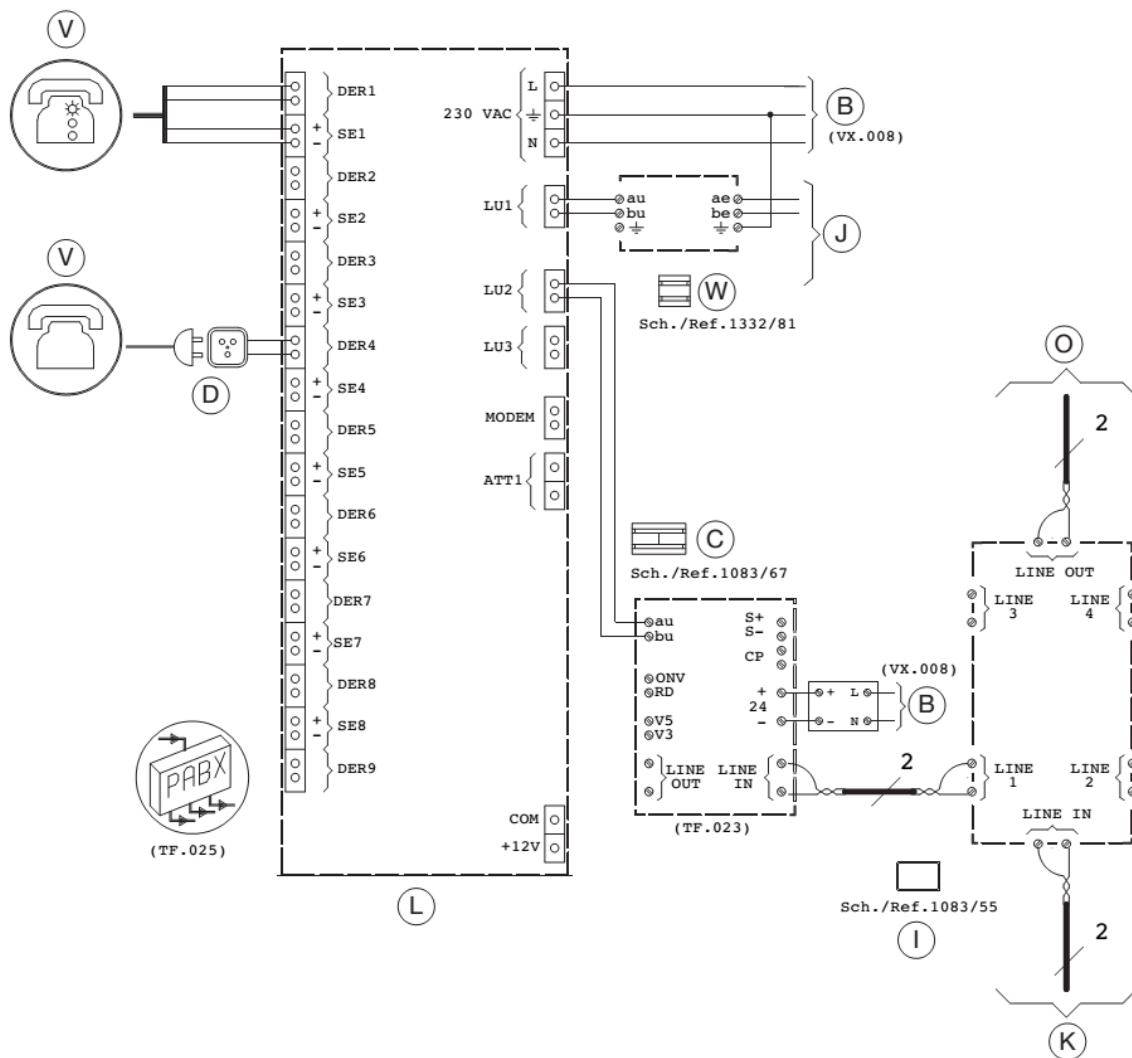 V
DER1
+
SE1
-
DER2
+
SE2
-
DER3
V
+
SE3
-
DER4
D
+
SE4
-
DER5
+
SE5
-
DER6
+
SE6
-
DER7
+
SE7
-
DER8
+
SE8
-
DER9
PABX
(TF.025)
L
230 VAC
N
B
(VX.008)
LU1
au
bu
ae
be
J
W
Sch./Ref.1332/81
LU2
LU3
MODEM
ATT1
COM
+12V
L
C
Sch./Ref.1083/67
au
bu
S+
S-
CP
ONV
RD
+
24
-
V5
V3
LINE
OUT
LINE
IN
(TF.023)
+ L
- N
(VX.008)
B
2
O
2
LINE OUT
LINE
3
LINE
4
LINE
1
LINE
2
LINE IN
Sch./Ref.1083/55
I
2
K